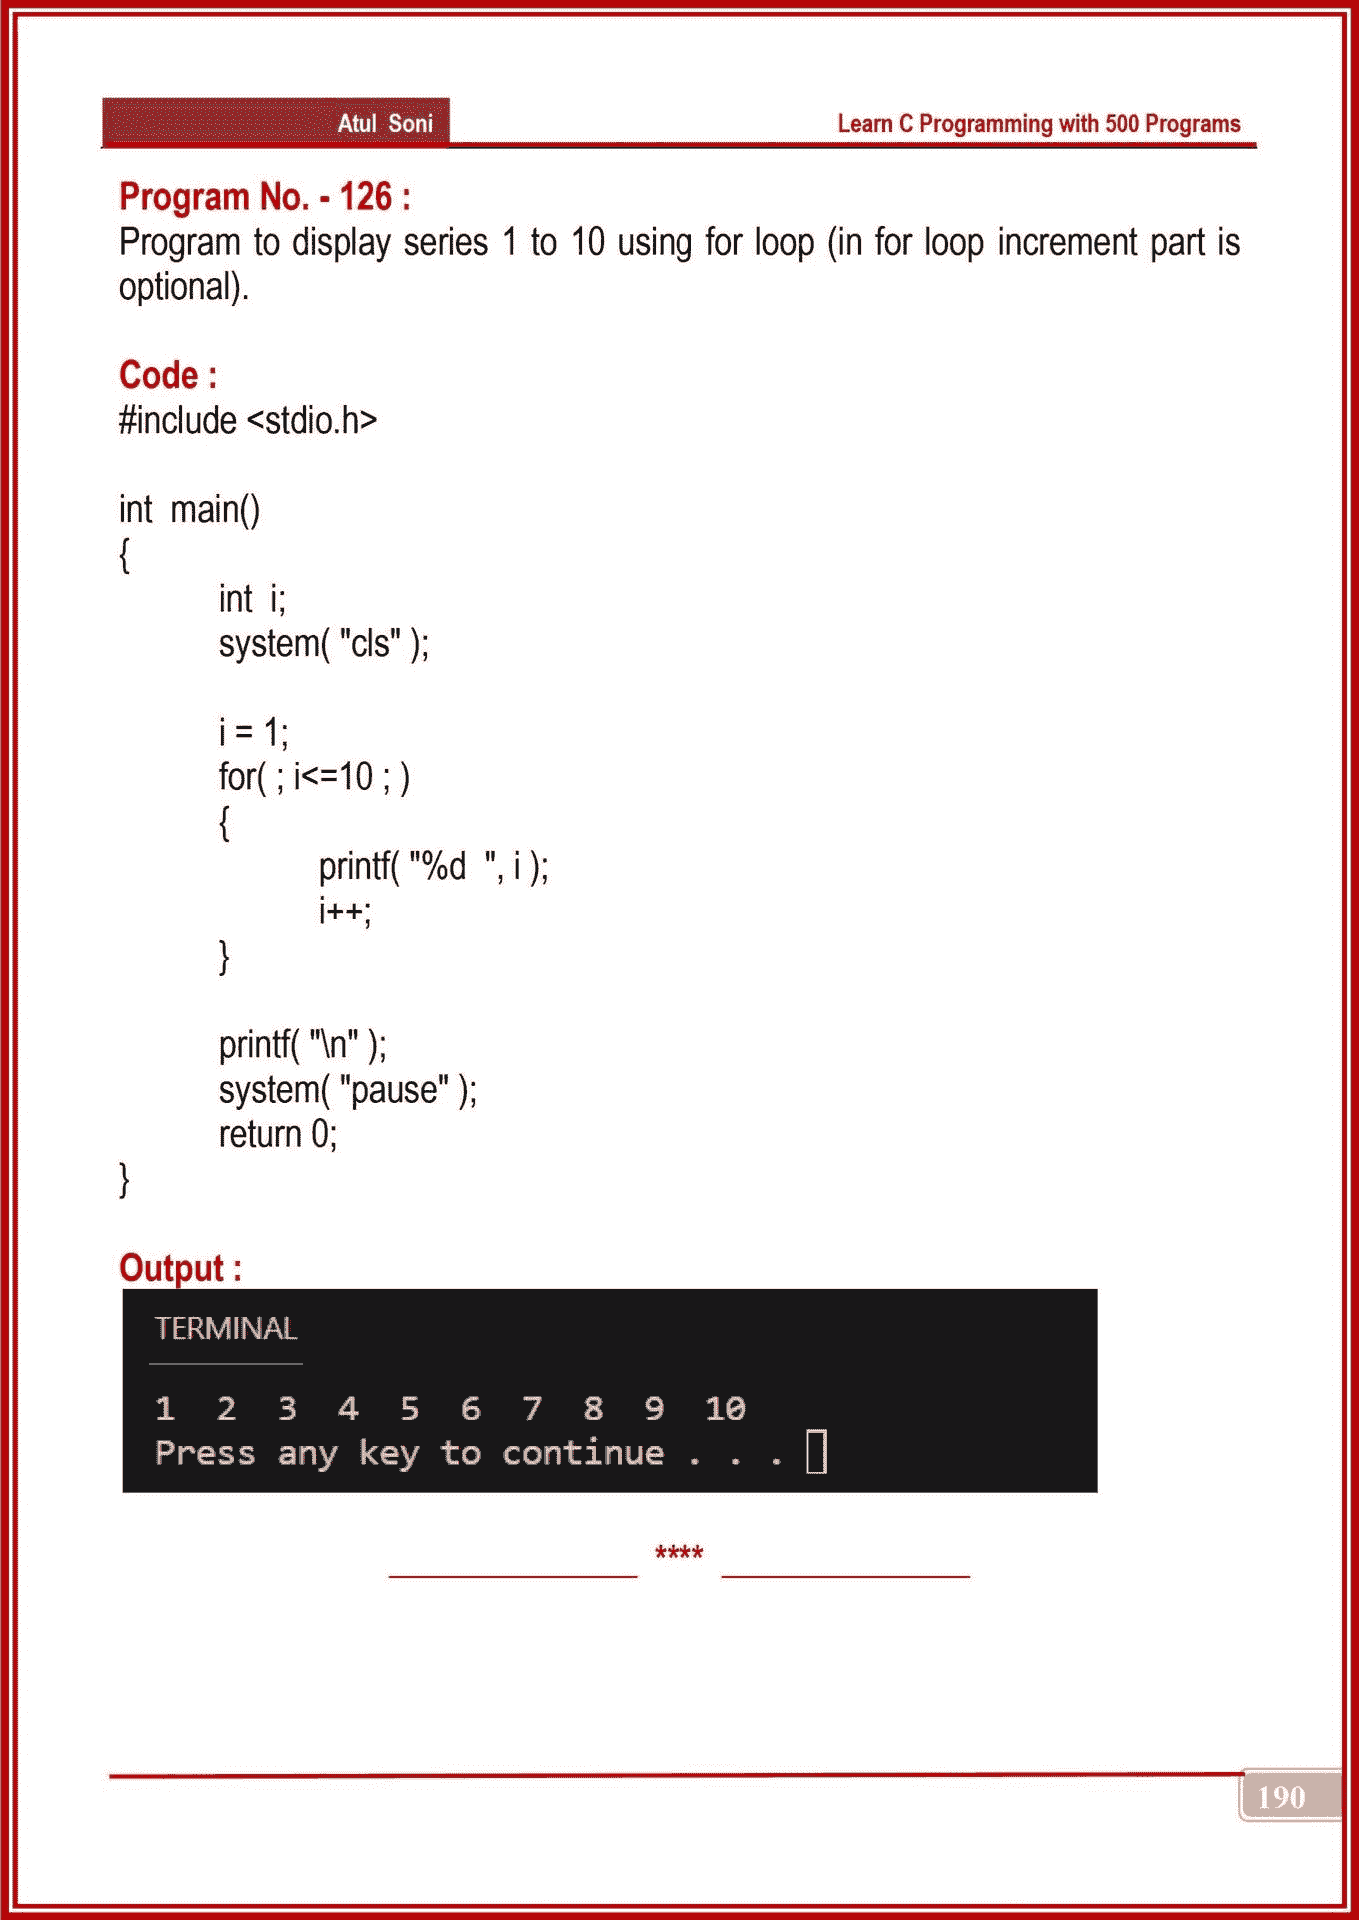 Atul  Soni
Learn C Programming with 500 Programs
Program No. - 126 :
Program to display series 1 to 10 using for loop (in for loop increment part is
optional).
Code :
#include <stdio.h>
int  main()
{
int  i;
system( "cls" );
i = 1;
for( ; i<=10 ; )
{
printf( "%d  ", i );
i++;
}
printf( "\n" );
system( "pause" );
return 0;
}
Output :
TERMINAL
1  2  3  4  5  6  7  8  9  10
Press any key to continue . . .
****
190